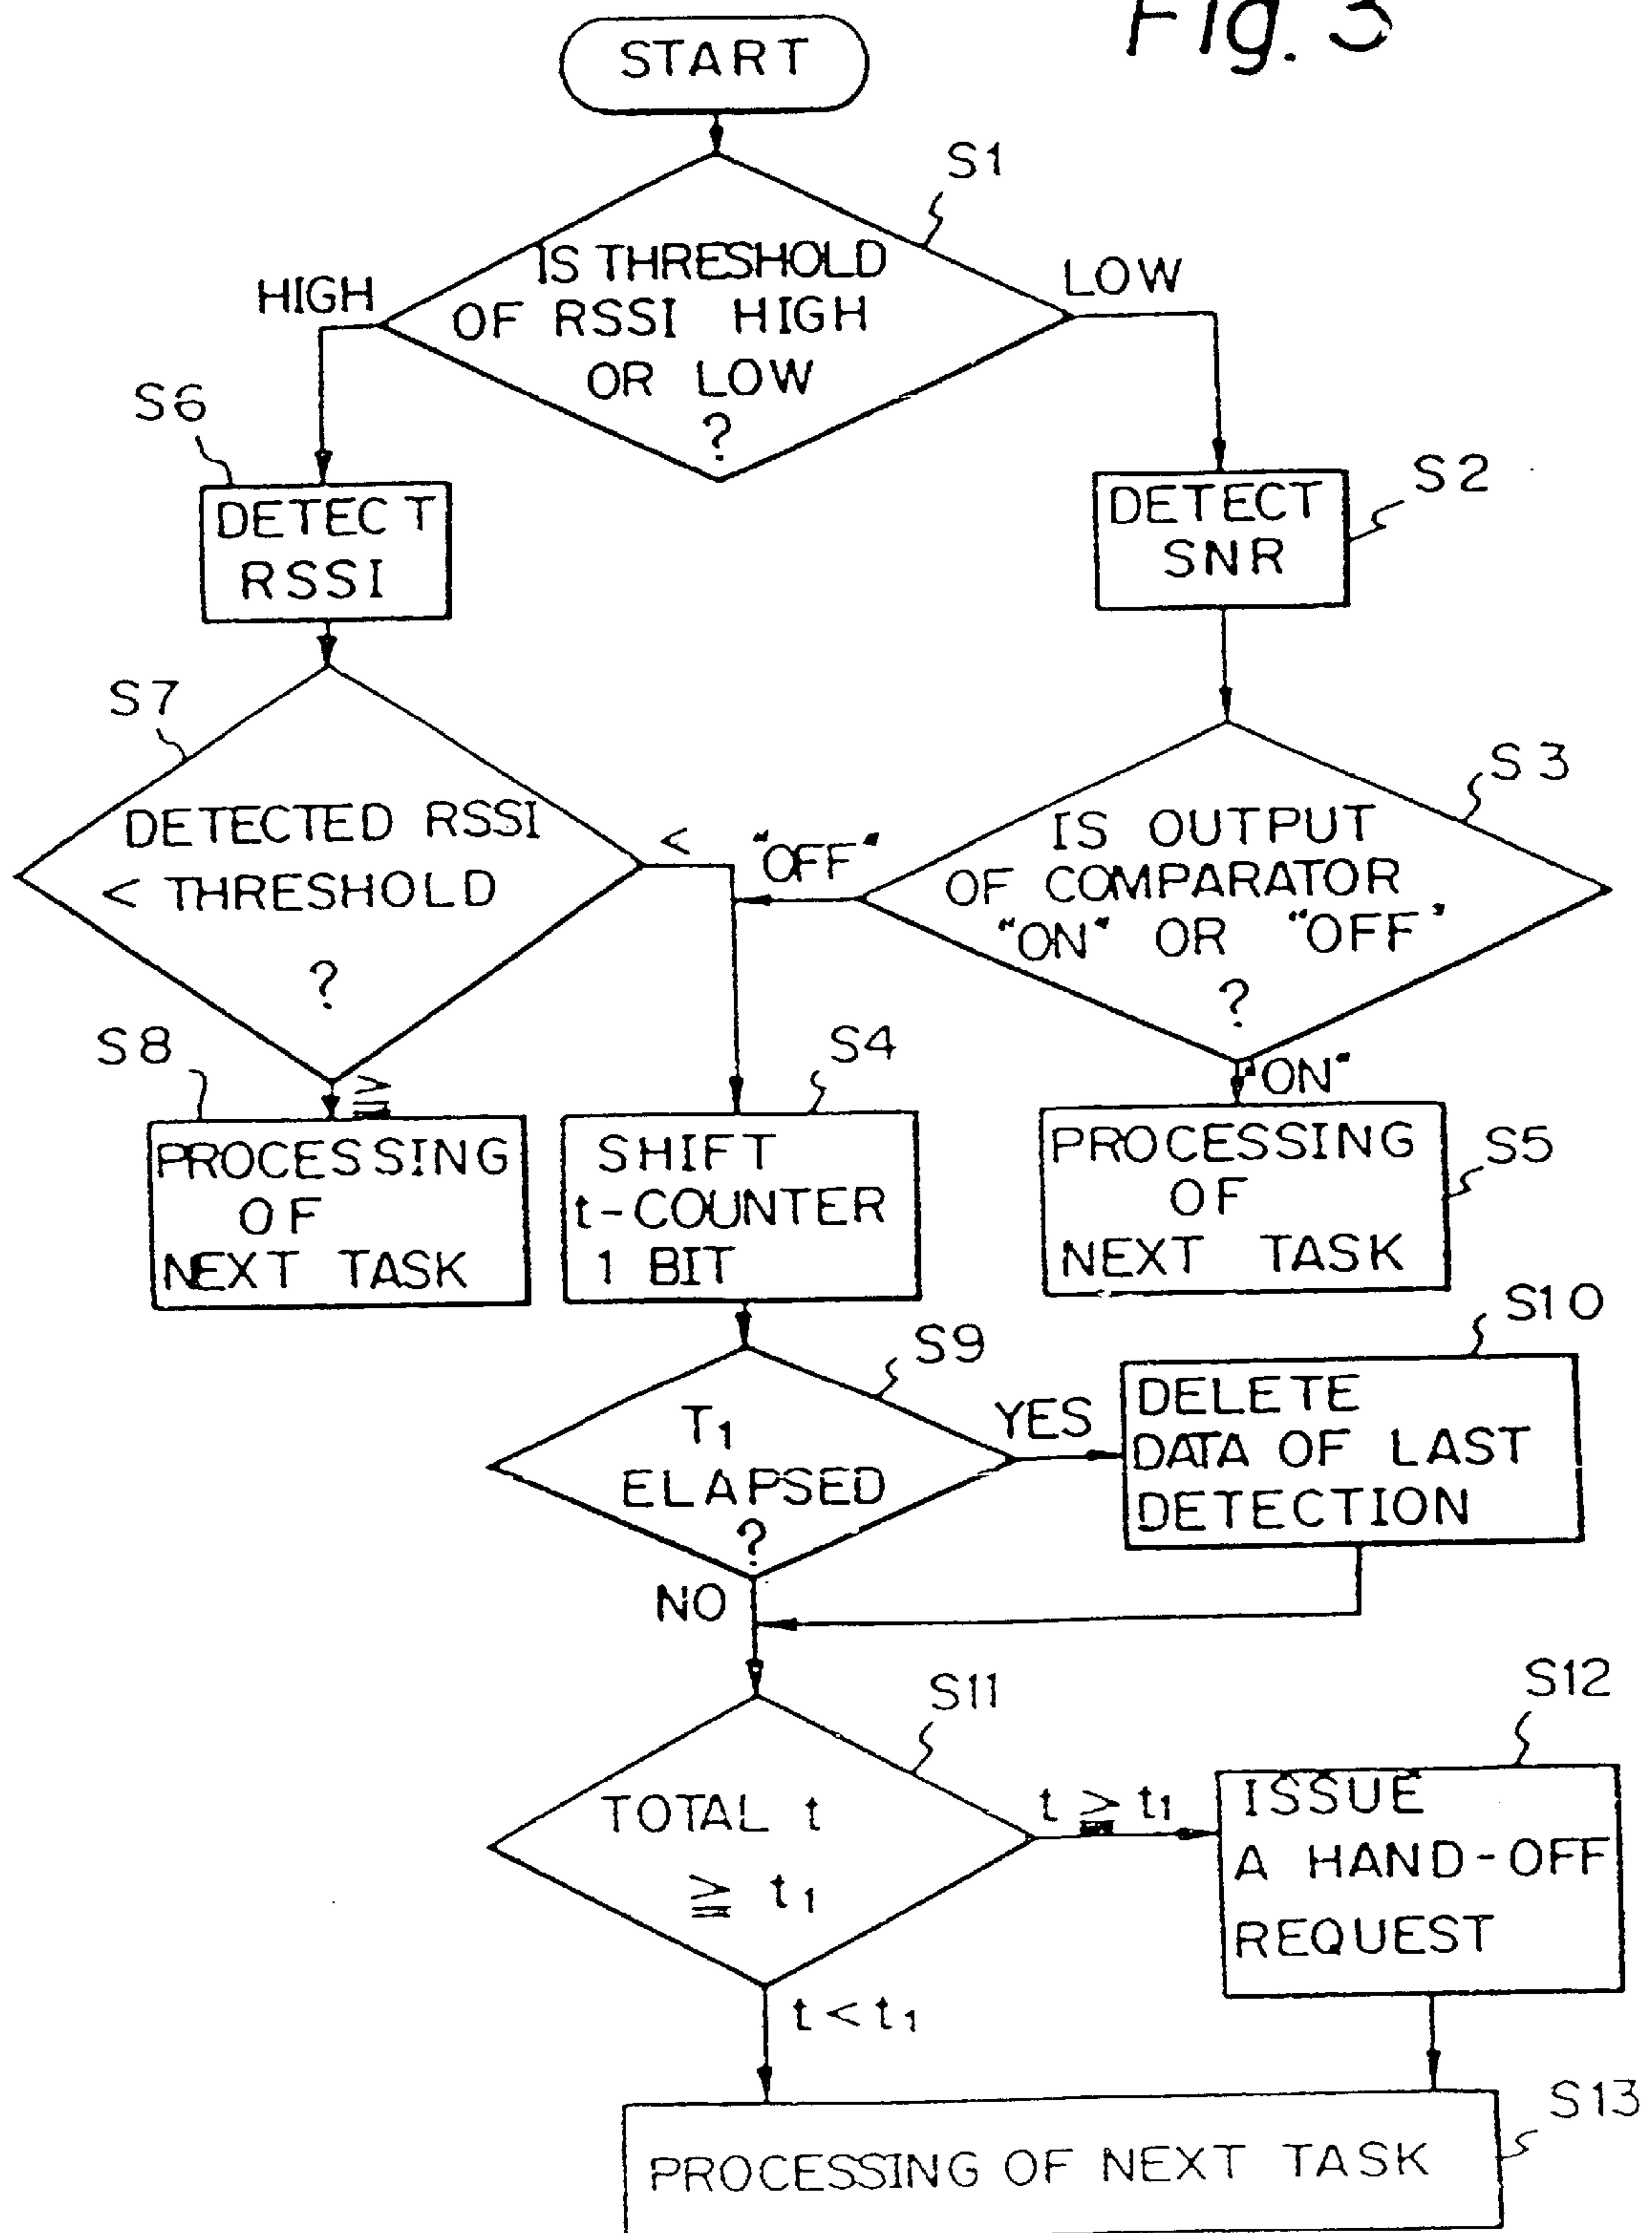 Fig. 3
START
S1
IS THRESHOLD
OF RSSI HIGH
OR LOW
?
HIGH
LOW
S6
DETECT
RSSI
S2
DETECT
SNR
S7
DETECTED RSSI
< THRESHOLD
?
<
"OFF"
S3
IS OUTPUT
OF COMPARATOR
"ON" OR "OFF"
?
≧
"ON"
S8
PROCESSING
OF
NEXT TASK
S4
SHIFT
t-COUNTER
1 BIT
S5
PROCESSING
OF
NEXT TASK
S9
T1
ELAPSED
?
YES
NO
S10
DELETE
DATA OF LAST
DETECTION
S11
TOTAL t
≧ t1
t ≧ t1
t < t1
S12
ISSUE
A HAND-OFF
REQUEST
S13
PROCESSING OF NEXT TASK